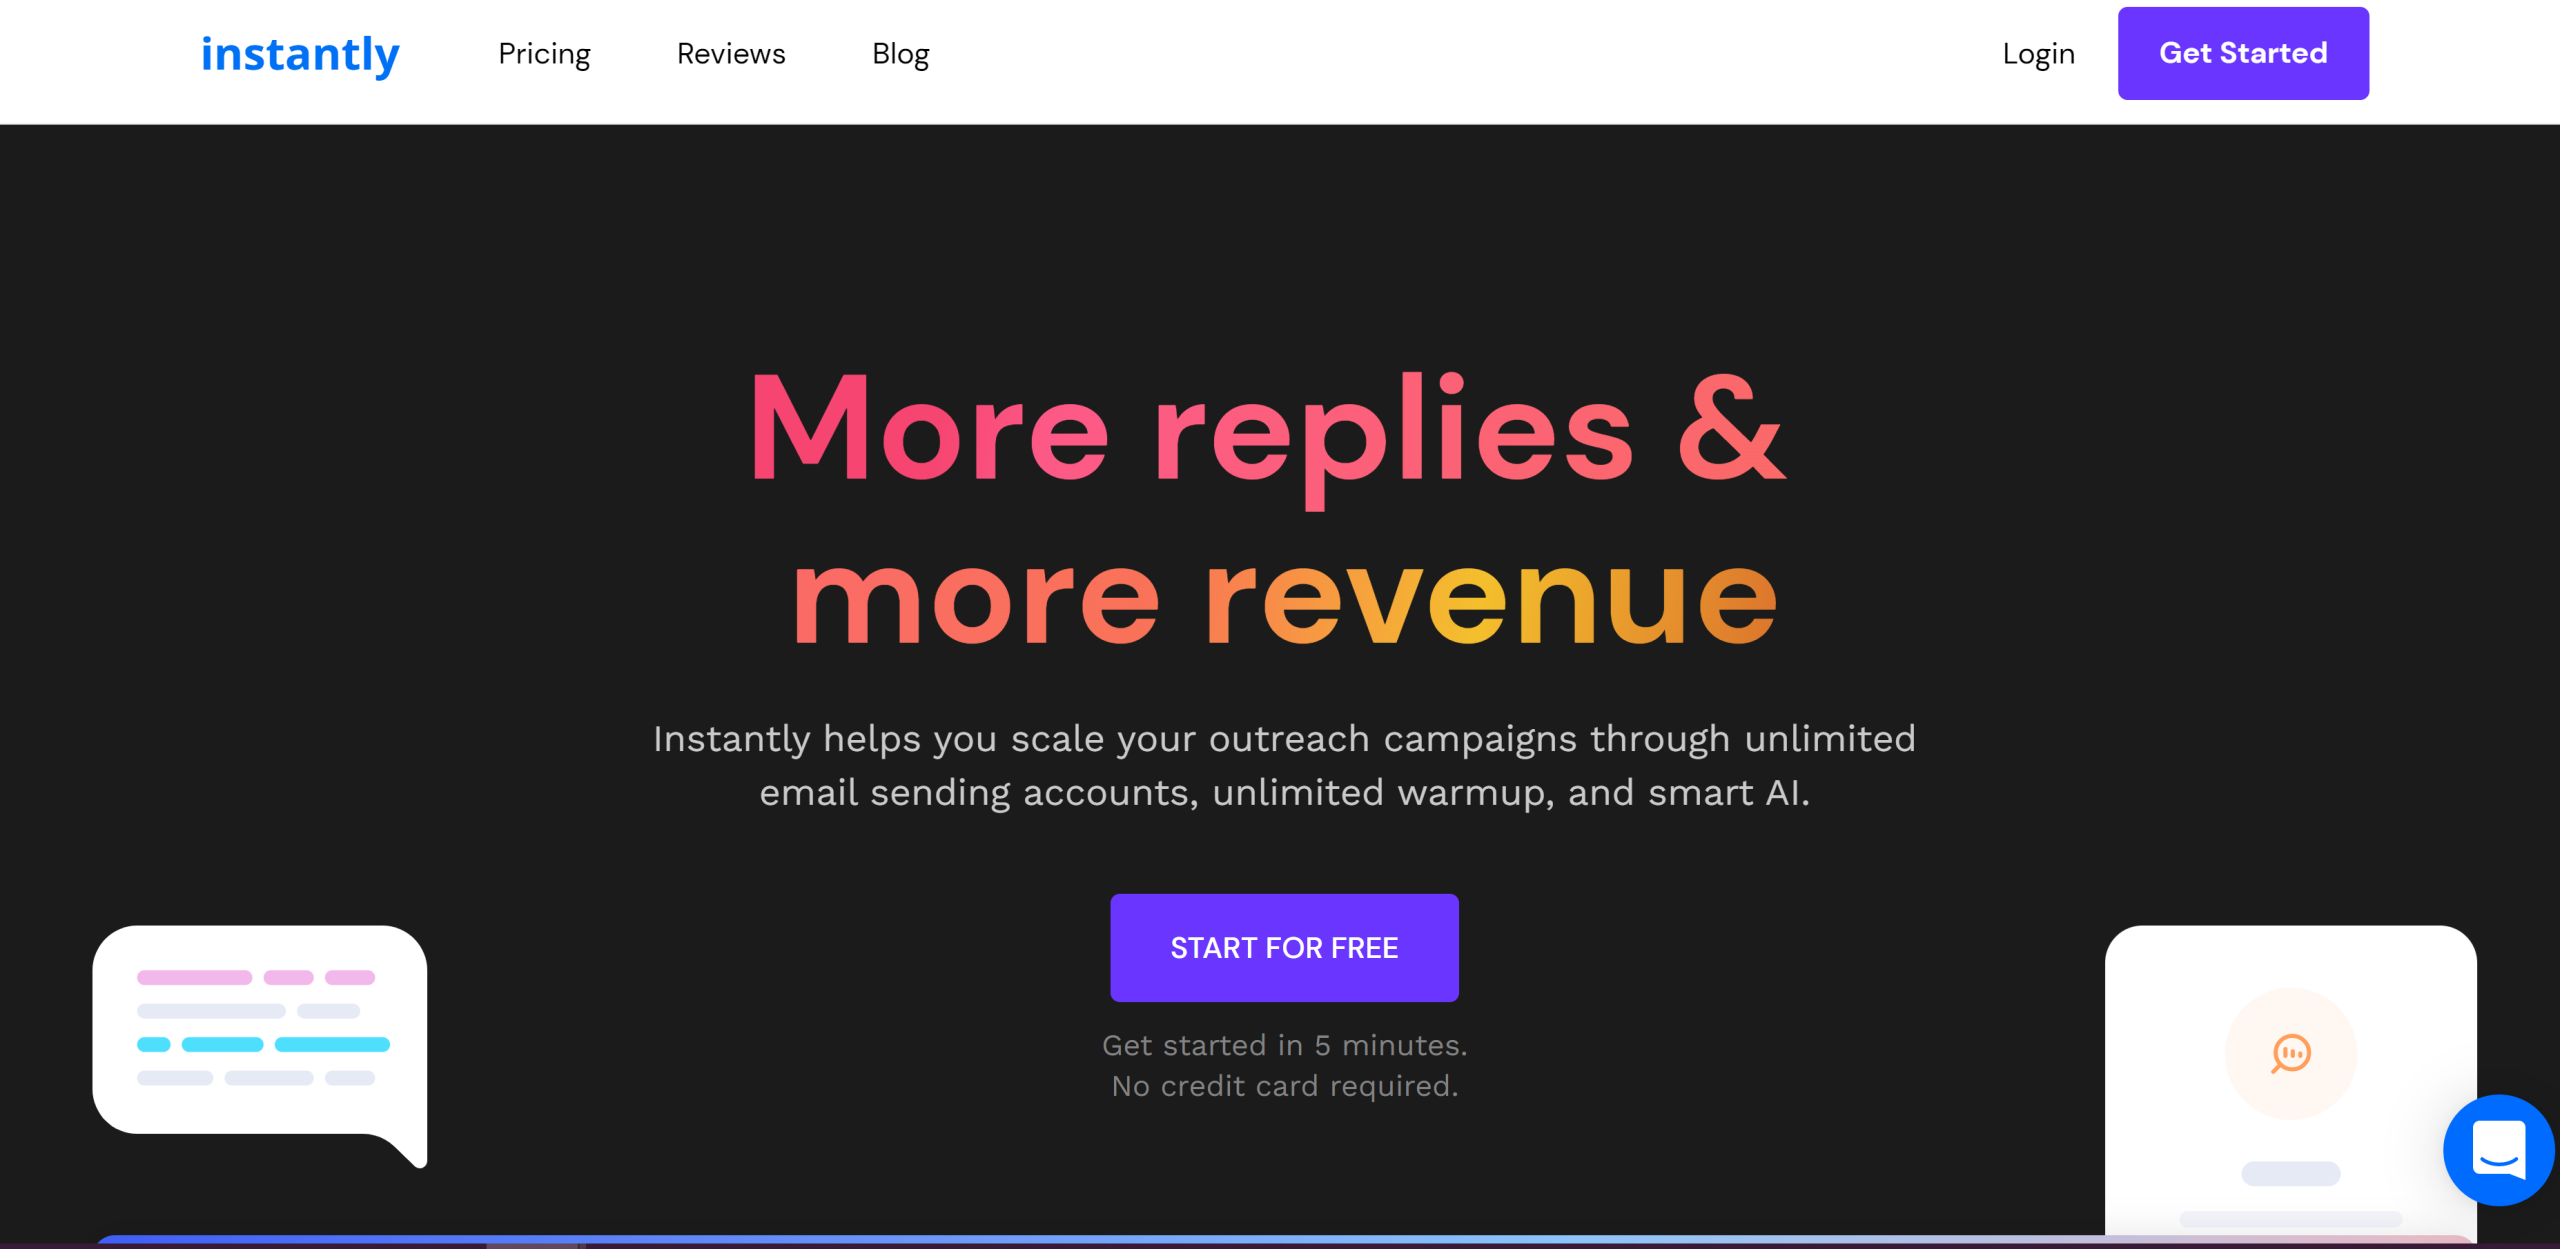 instantly
Pricing
Reviews
Blog
Login
Get Started
More replies &
more revenue
Instantly helps you scale your outreach campaigns through unlimited
email sending accounts, unlimited warmup, and smart AI.
START FOR FREE
Get started in 5 minutes.
No credit card required.